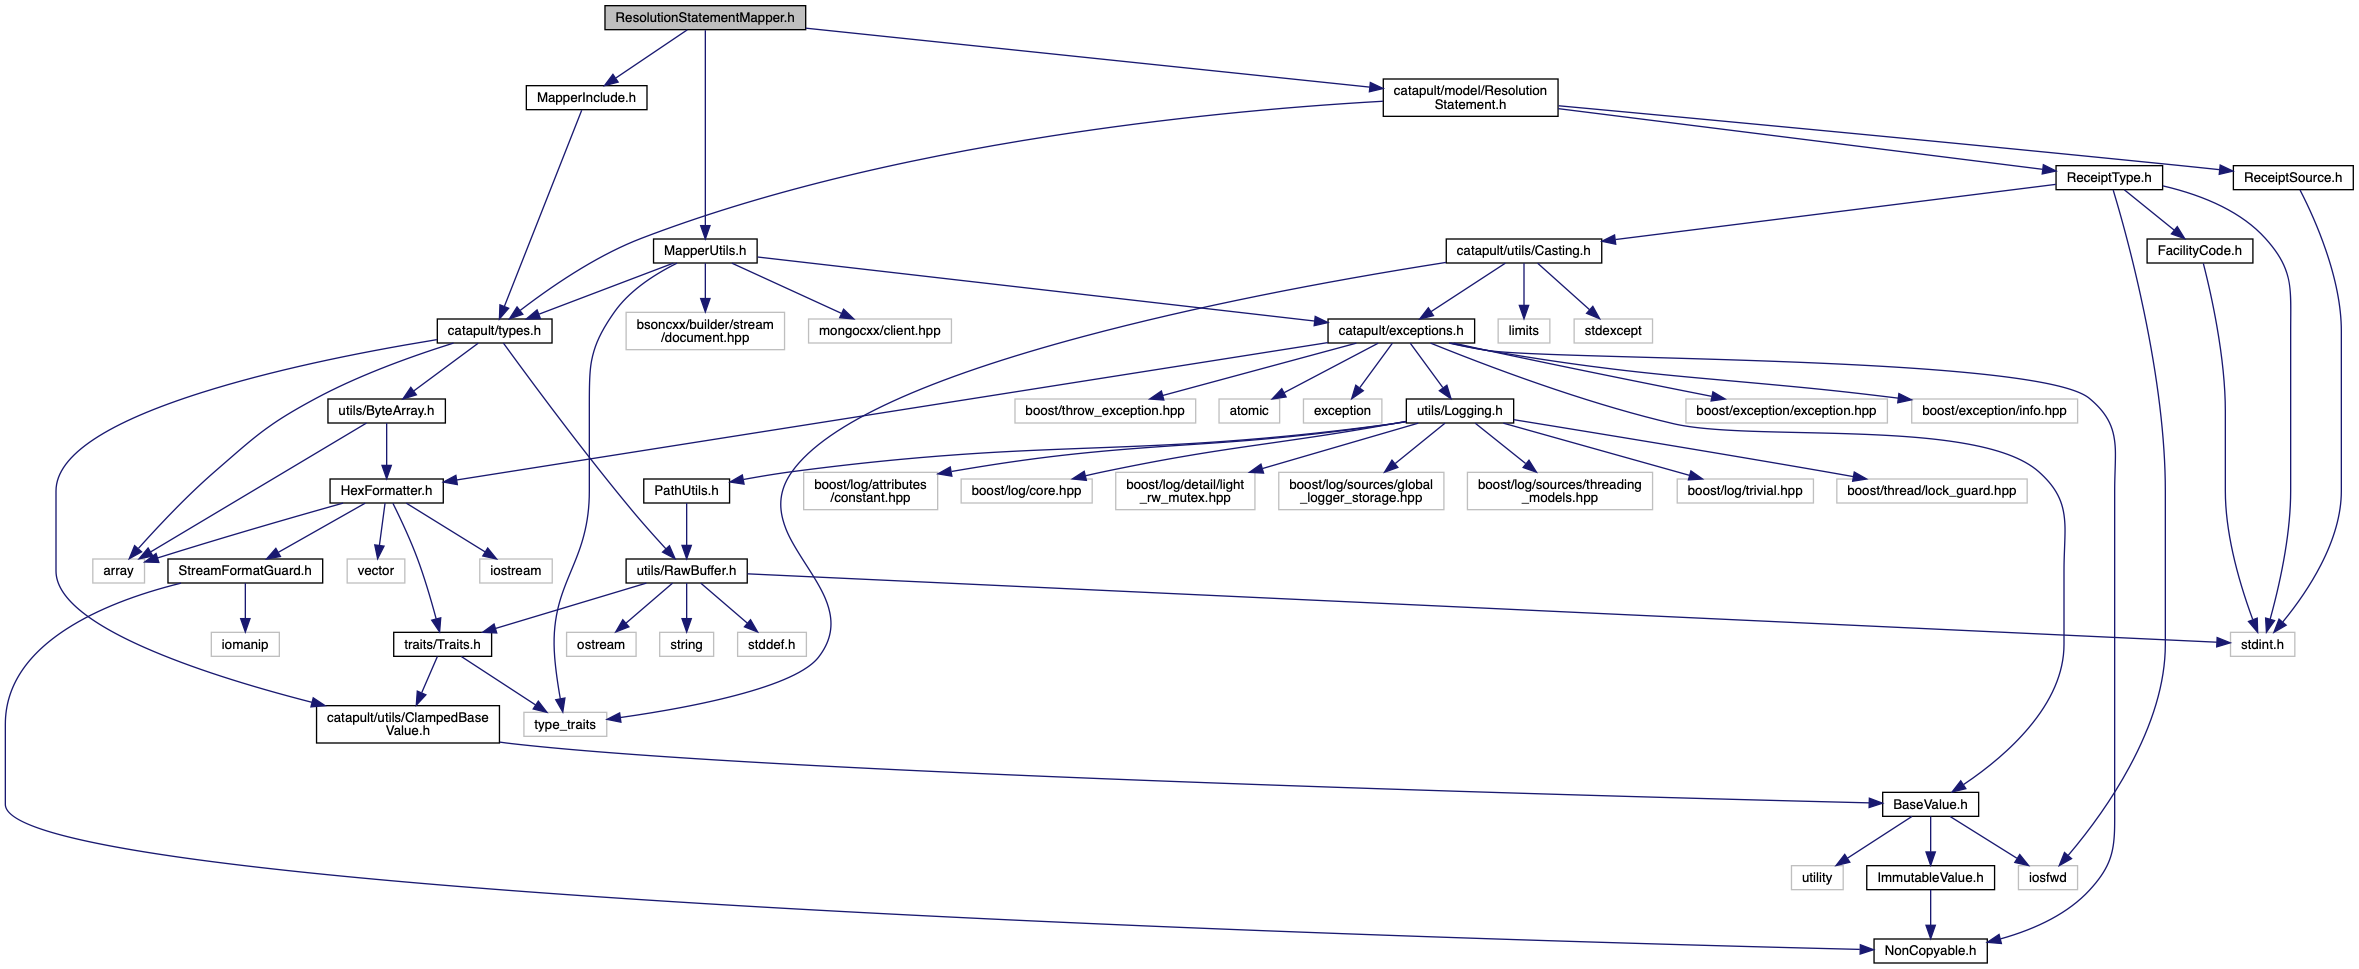 ResolutionStatementMapper.h
MapperInclude.h
catapult/model/Resolution
Statement.h
ReceiptType.h
ReceiptSource.h
MapperUtils.h
catapult/utils/Casting.h
FacilityCode.h
catapult/types.h
bsoncxx/builder/stream
/document.hpp
mongocxx/client.hpp
catapult/exceptions.h
limits
stdexcept
utils/ByteArray.h
boost/throw_exception.hpp
atomic
exception
utils/Logging.h
boost/exception/exception.hpp
boost/exception/info.hpp
HexFormatter.h
PathUtils.h
boost/log/attributes
/constant.hpp
boost/log/core.hpp
boost/log/detail/light
_rw_mutex.hpp
boost/log/sources/global
_logger_storage.hpp
boost/log/sources/threading
_models.hpp
boost/log/trivial.hpp
boost/thread/lock_guard.hpp
array
StreamFormatGuard.h
vector
iostream
utils/RawBuffer.h
iomanip
traits/Traits.h
ostream
string
stddef.h
stdint.h
catapult/utils/ClampedBase
Value.h
type_traits
BaseValue.h
utility
ImmutableValue.h
iosfwd
NonCopyable.h